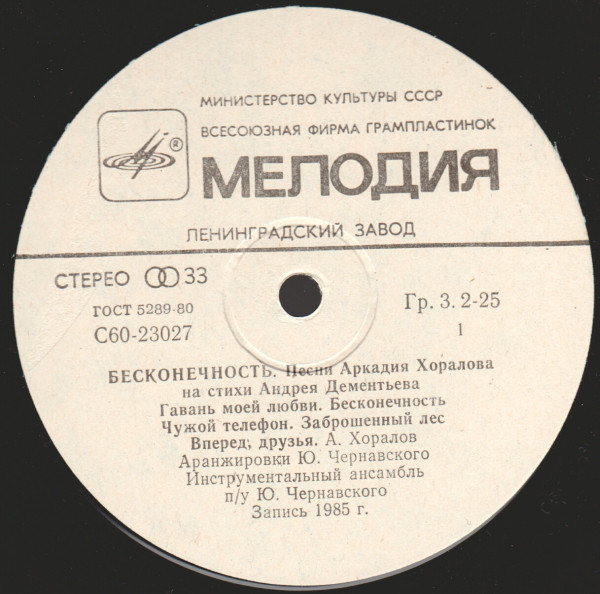 МИНИСТЕРСТВО КУЛЬТУРЫ СССР
ВСЕСОЮЗНАЯ ФИРМА ГРАМПЛАСТИНОК
®
МЕЛОДИЯ
ЛЕНИНГРАДСКИЙ ЗАВОД
СТЕРЕО 33
ГОСТ 5289-80
Гр. 3. 2-25
С60-23027
1
БЕСКОНЕЧНОСТЬ. Песни Аркадия Хоралова
на стихи Андрея Дементьева
Гавань моей любви. Бесконечность
Чужой телефон. Заброшенный лес
Вперед, друзья. А. Хоралов
Аранжировки Ю. Чернавского
Инструментальный ансамбль
п/у Ю. Чернавского
Запись 1985 г.